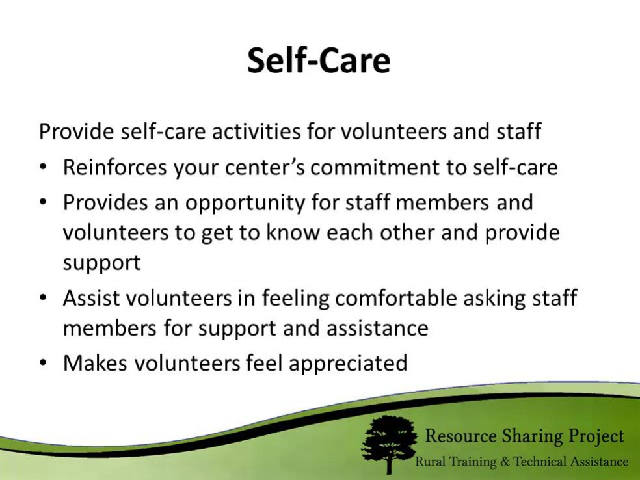 Self-Care
Provide self-care activities for volunteers and staff
• Reinforces your center’s commitment to self-care
• Provides an opportunity for staff members and
volunteers to get to know each other and provide
support
• Assist volunteers in feeling comfortable asking staff
members for support and assistance
• Makes volunteers feel appreciated
Resource Sharing Project
Rural Training & Technical Assistance